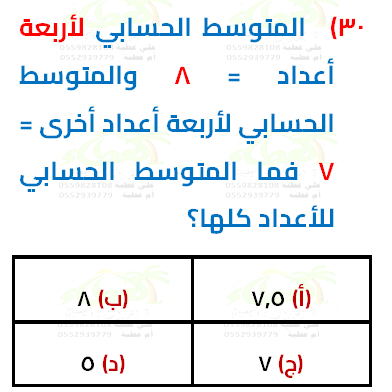 ٣٠) المتوسط الحسابي لأربعة
أعداد = ٨ والمتوسط
الحسابي لأربعة أعداد أخرى =
٧ فما المتوسط الحسابي
للأعداد كلها؟
(أ) ٧,٥
(ب) ٨
(ج) ٧
(د) ٥